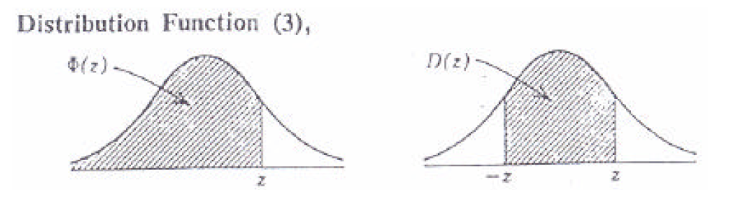 Distribution Function (3),
Φ(z)
D(z)
z
−z
z